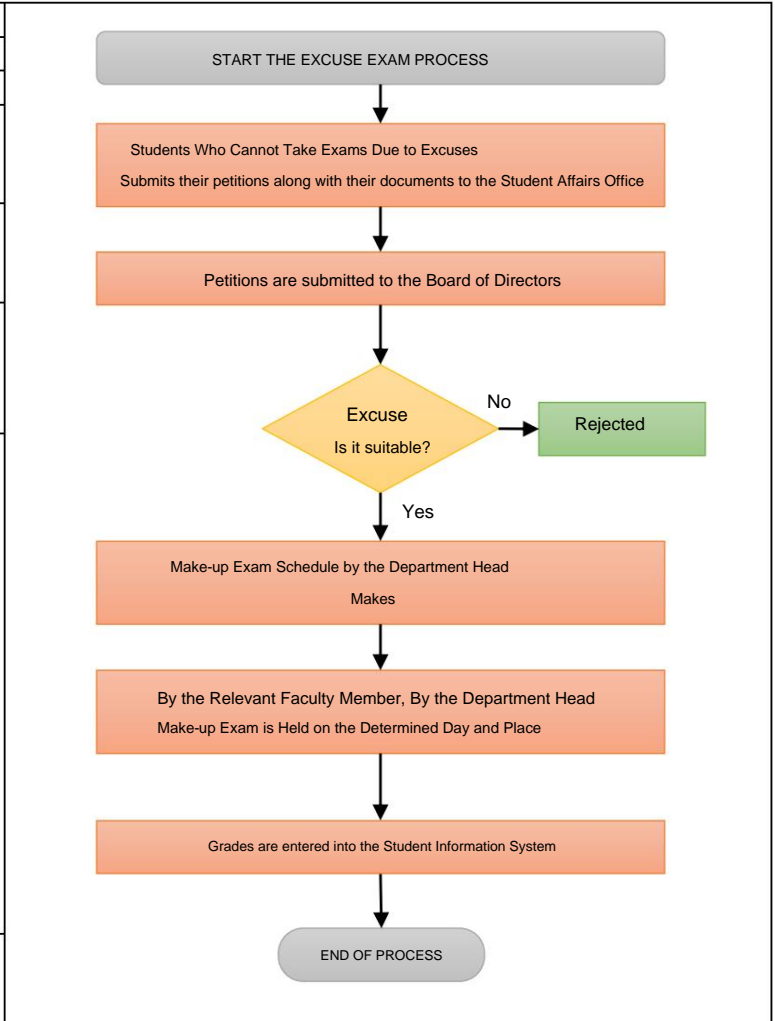 START THE EXCUSE EXAM PROCESS
Students Who Cannot Take Exams Due to Excuses
Submits their petitions along with their documents to the Student Affairs Office
Petitions are submitted to the Board of Directors
Excuse
Is it suitable?
No
Rejected
Yes
Make-up Exam Schedule by the Department Head
Makes
By the Relevant Faculty Member, By the Department Head
Make-up Exam is Held on the Determined Day and Place
Grades are entered into the Student Information System
END OF PROCESS